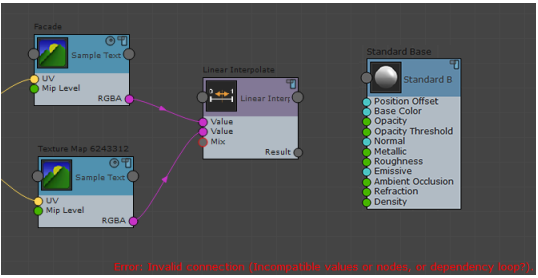 Facade
Sample Text
UV
Mip Level
RGBA
Linear Interpolate
Linear Interp
Value
Value
Mix
Result
Standard Base
Standard B
Position Offset
Base Color
Opacity
Opacity Threshold
Normal
Metallic
Roughness
Emissive
Ambient Occlusion
Refraction
Density
Texture Map 6243312
Sample Text
UV
Mip Level
RGBA
Error: Invalid connection (Incompatible values or nodes, or dependency loop?)